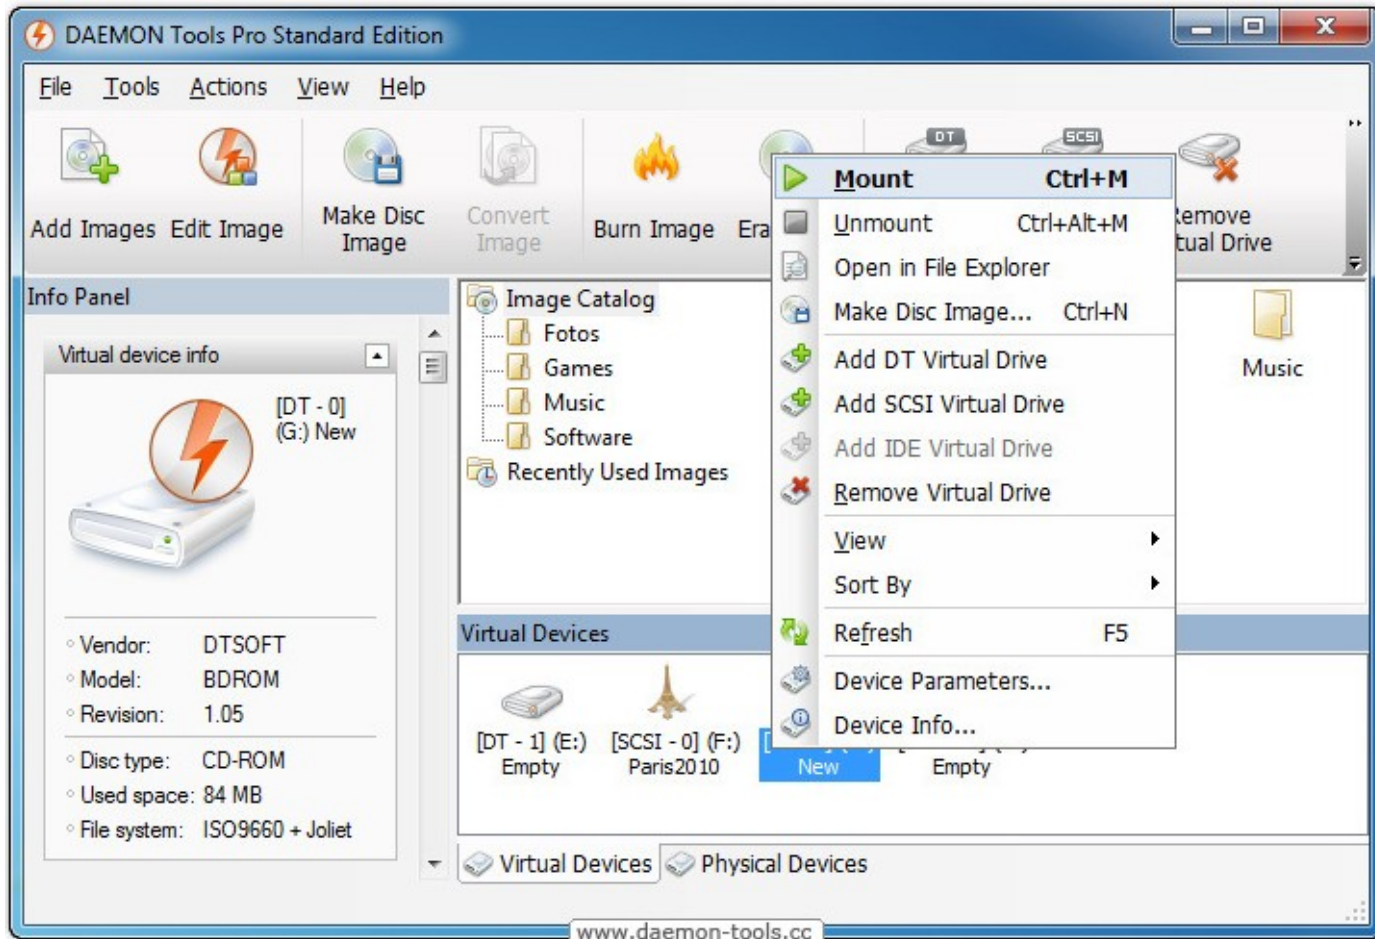 DAEMON Tools Pro Standard Edition
File Tools Actions View Help
Add Images
Edit Image
Make Disc
Image
Convert
Image
Burn Image
DT
SCSI
Info Panel
Virtual device info
[DT - 0]
(G:) New
Vendor: DTSOFT
Model: BDROM
Revision: 1.05
Disc type: CD-ROM
Used space: 84 MB
File system: ISO9660 + Joliet
Image Catalog
Fotos
Games
Music
Software
Recently Used Images
Mount Ctrl+M
Unmount Ctrl+Alt+M
Open in File Explorer
Make Disc Image... Ctrl+N
Add DT Virtual Drive
Add SCSI Virtual Drive
Add IDE Virtual Drive
Remove Virtual Drive
View
Sort By
Refresh F5
Device Parameters...
Device Info...
Drive
Music
Virtual Devices
[DT - 1] (E:)
Empty
[SCSI - 0] (F:)
Paris2010
New
Empty
Virtual Devices
Physical Devices
www.daemon-tools.cc